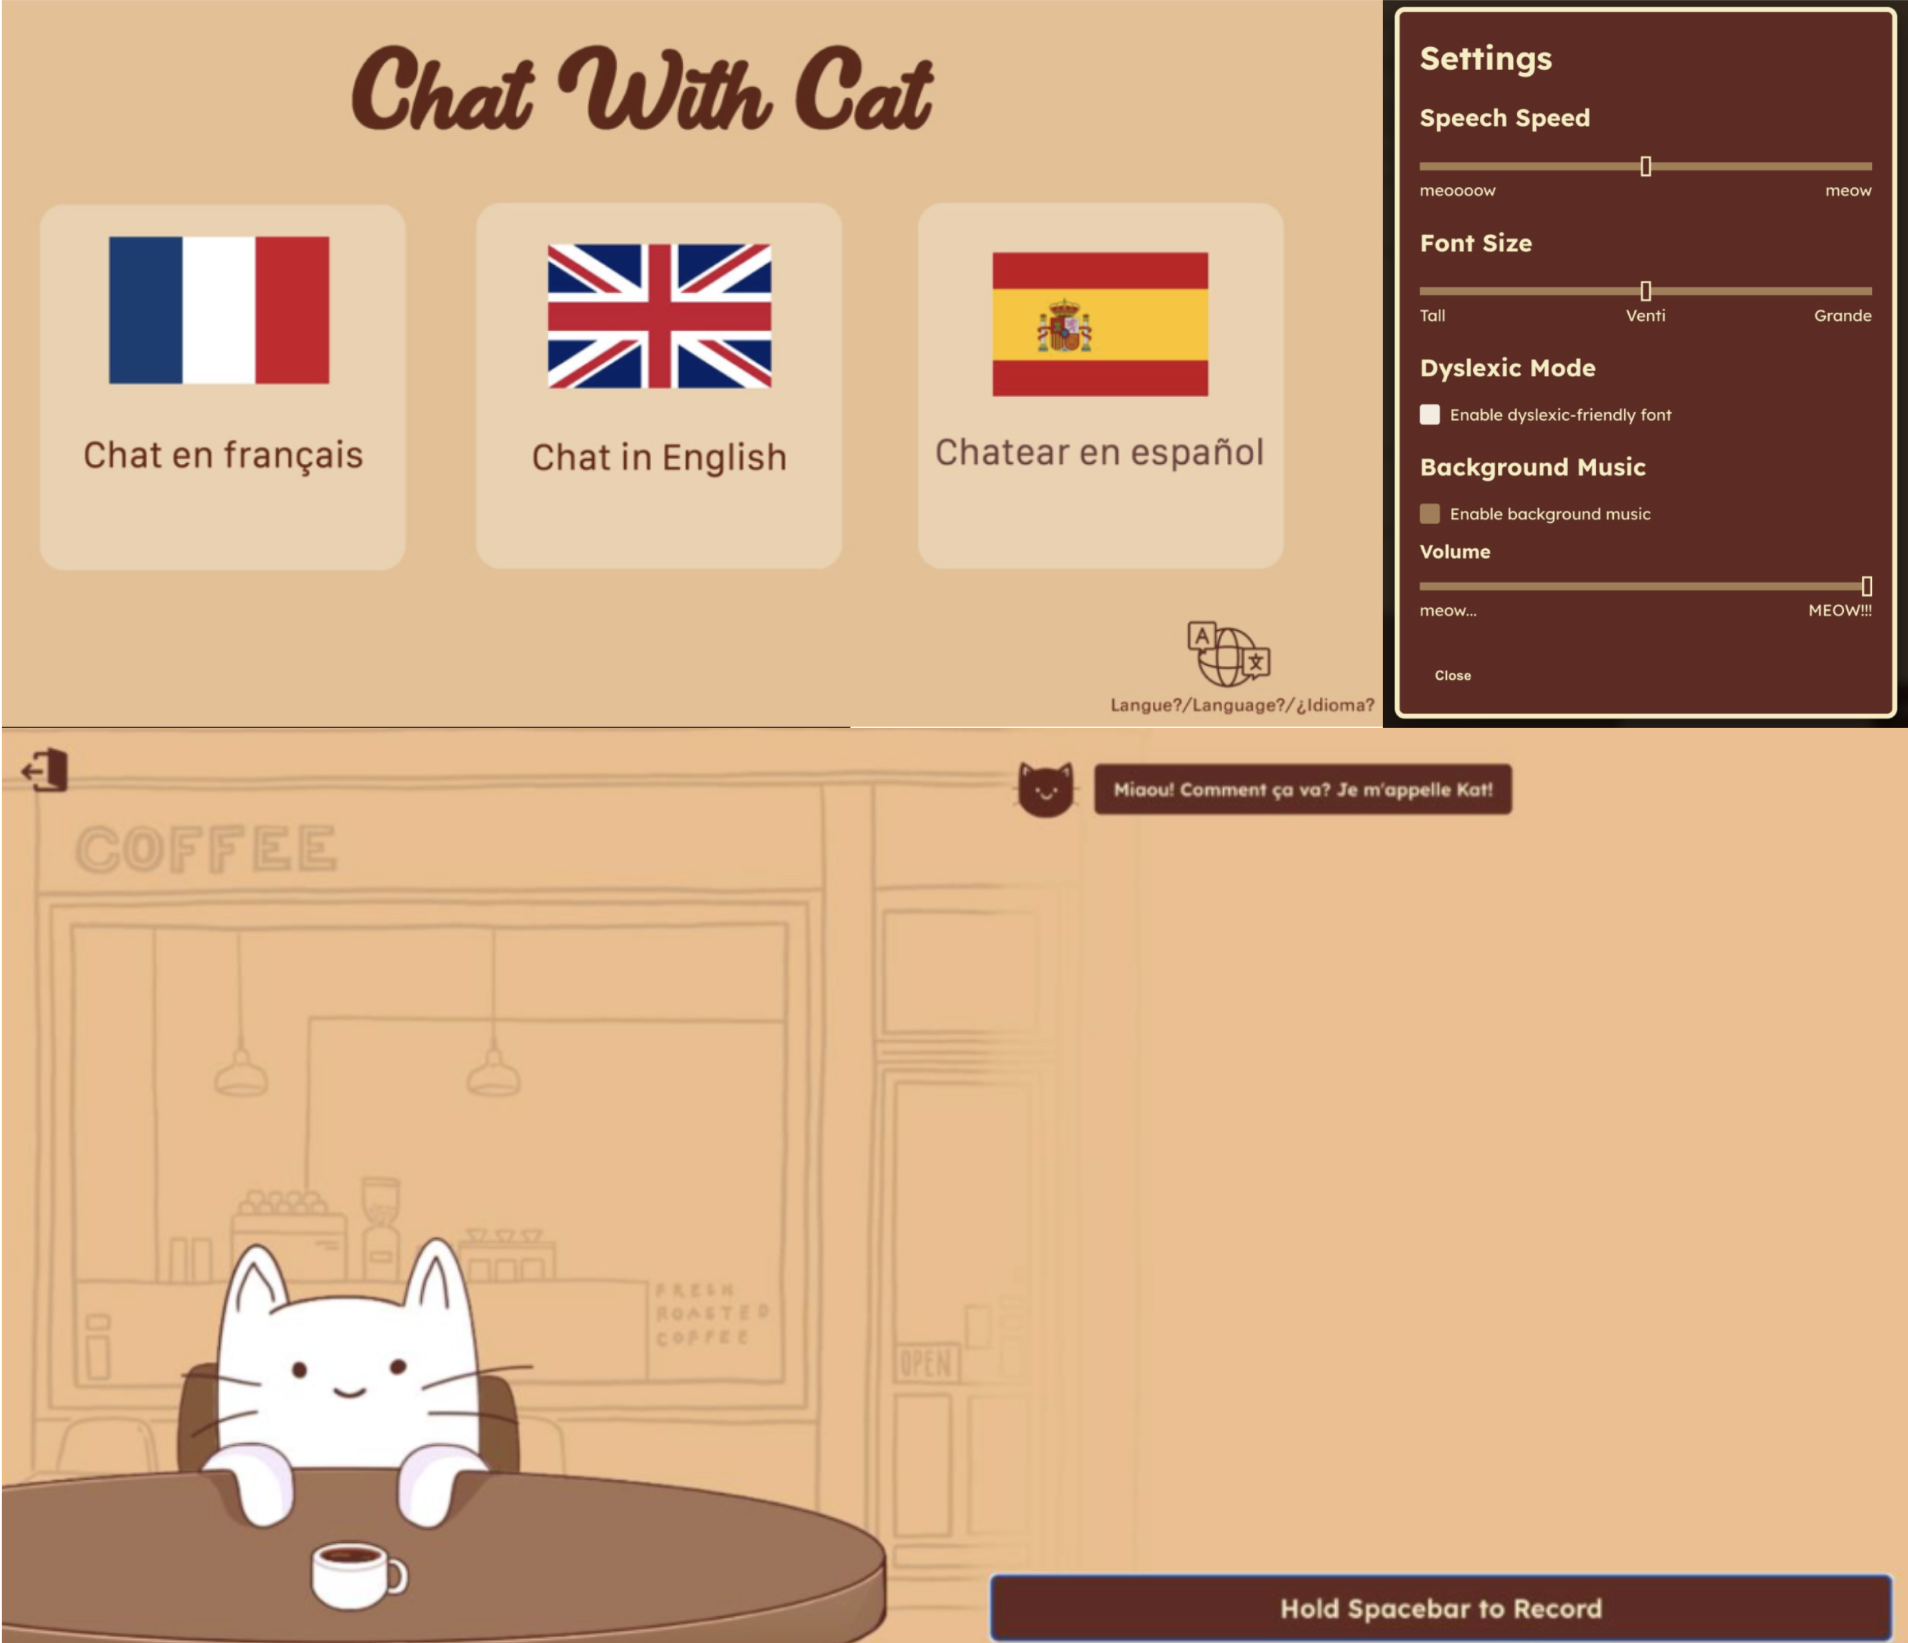 Chat With Cat
Chat en français
Chat in English
Chatear en español
A
文
Langue?/Language?/¿Idioma?
Settings
Speech Speed
meoooow meow
Font Size
Tall Venti Grande
Dyslexic Mode
Enable dyslexic-friendly font
Background Music
Enable background music
Volume
meow... MEOW!!!
Close
COFFEE
Miaou! Comment ça va? Je m'appelle Kat!
FRESH
ROASTED
COFFEE
OPEN
Hold Spacebar to Record